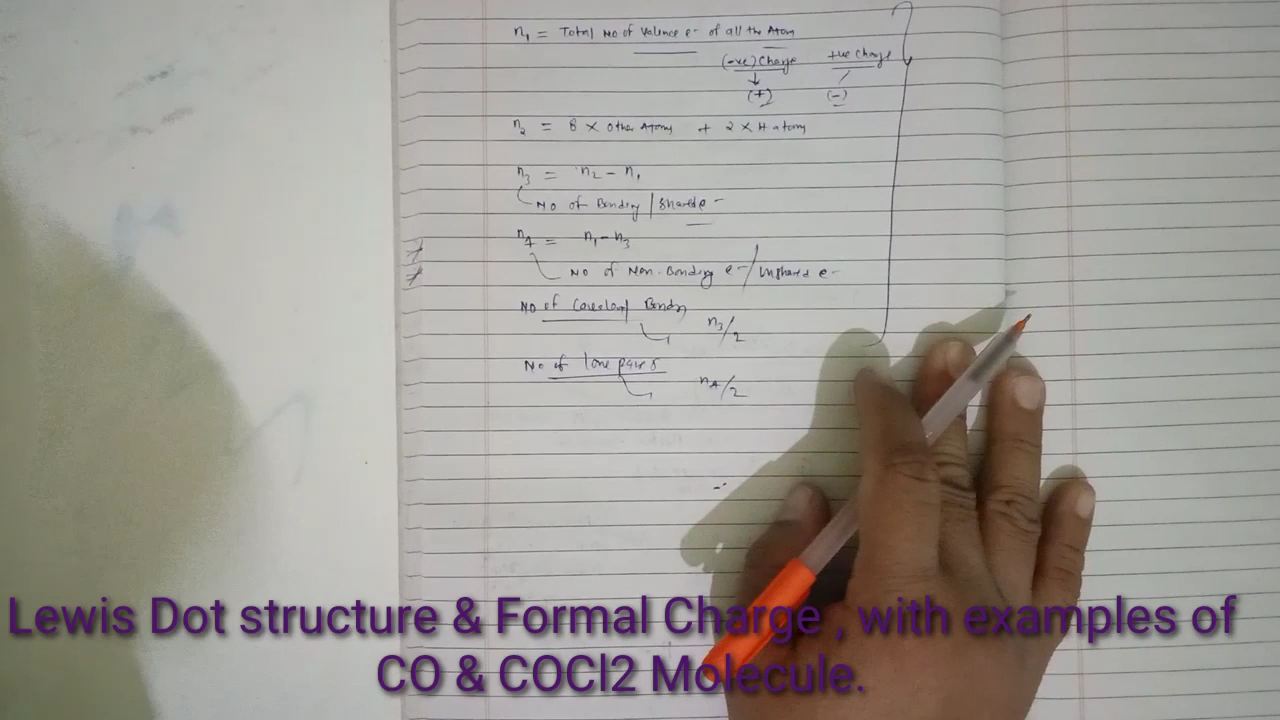 n₁ = Total No of Valence e⁻ of all the Atom
(-ve) Charge +ve Charge
↓ /
(+) (-)
n₂ = 8 × Other Atoms + 2 × H atom
n₃ = n₂ - n₁
No of Bonding / Shared e⁻
n₄ = n₁ - n₃
No of Non-Bonding e⁻ / Unshared e⁻
No of Covalent Bonds
n₃/2
No of lone pairs
n₄/2
Lewis Dot structure & Formal Charge , with examples of
CO & COCl2 Molecule.